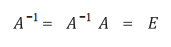 A⁻¹ = A⁻¹ A = E